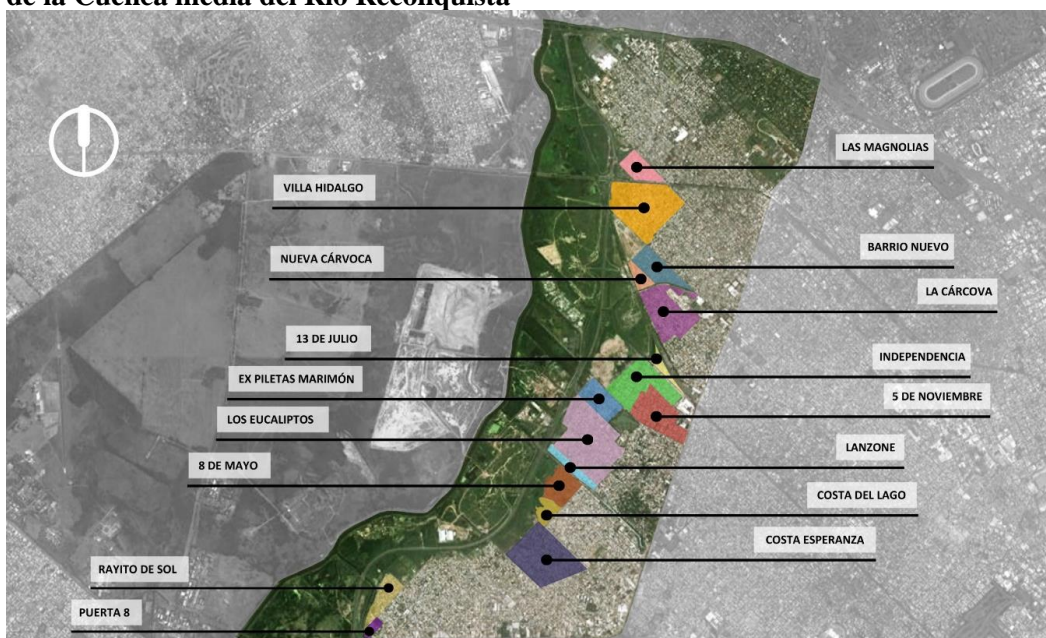 de la Cuenca media del Río Reconquista
LAS MAGNOLIAS
VILLA HIDALGO
BARRIO NUEVO
NUEVA CÁRVOCA
LA CÁRCOVA
13 DE JULIO
INDEPENDENCIA
EX PILETAS MARIMÓN
5 DE NOVIEMBRE
LOS EUCALIPTOS
LANZONE
8 DE MAYO
COSTA DEL LAGO
COSTA ESPERANZA
RAYITO DE SOL
PUERTA 8